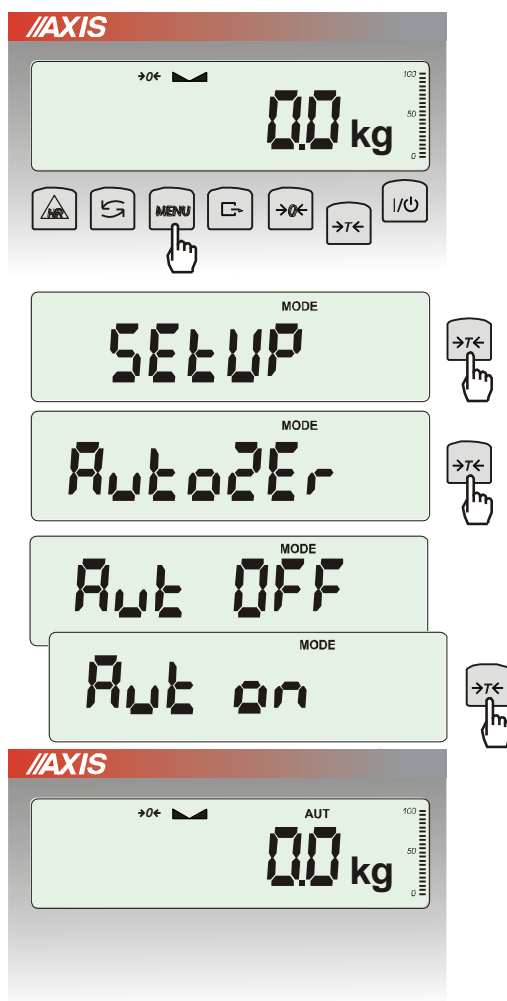 //AXIS
→0← 100
0.0 kg 50
0
HR MENU →0← →T← I/⏻
MODE
SEtUP →T←
MODE
AutoZEr →T←
MODE
Aut OFF
MODE
Aut on →T←
//AXIS
→0← AUT 100
0.0 kg 50
0